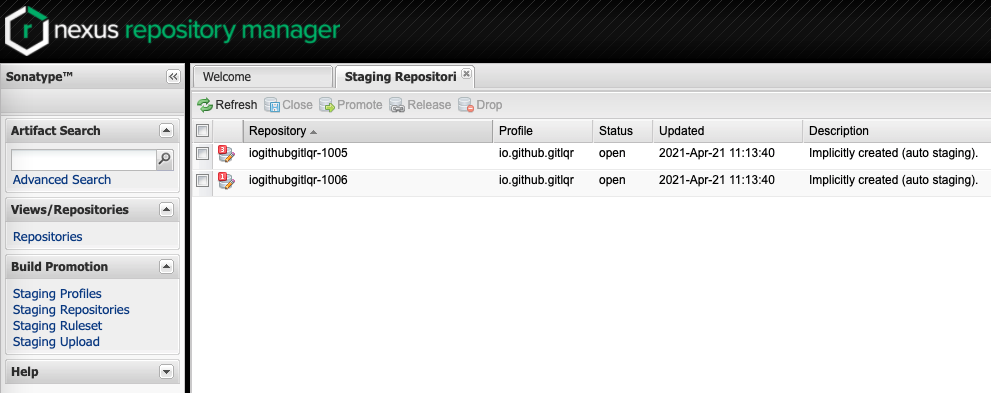 nexus repository manager
Sonatype™
Welcome
Staging Repositori
Refresh Close Promote Release Drop
Artifact Search
Advanced Search
Views/Repositories
Repositories
Build Promotion
Staging Profiles
Staging Repositories
Staging Ruleset
Staging Upload
Help
Repository Profile Status Updated Description
3 iogithubgitlqr-1005 io.github.gitlqr open 2021-Apr-21 11:13:40 Implicitly created (auto staging).
1 iogithubgitlqr-1006 io.github.gitlqr open 2021-Apr-21 11:13:40 Implicitly created (auto staging).